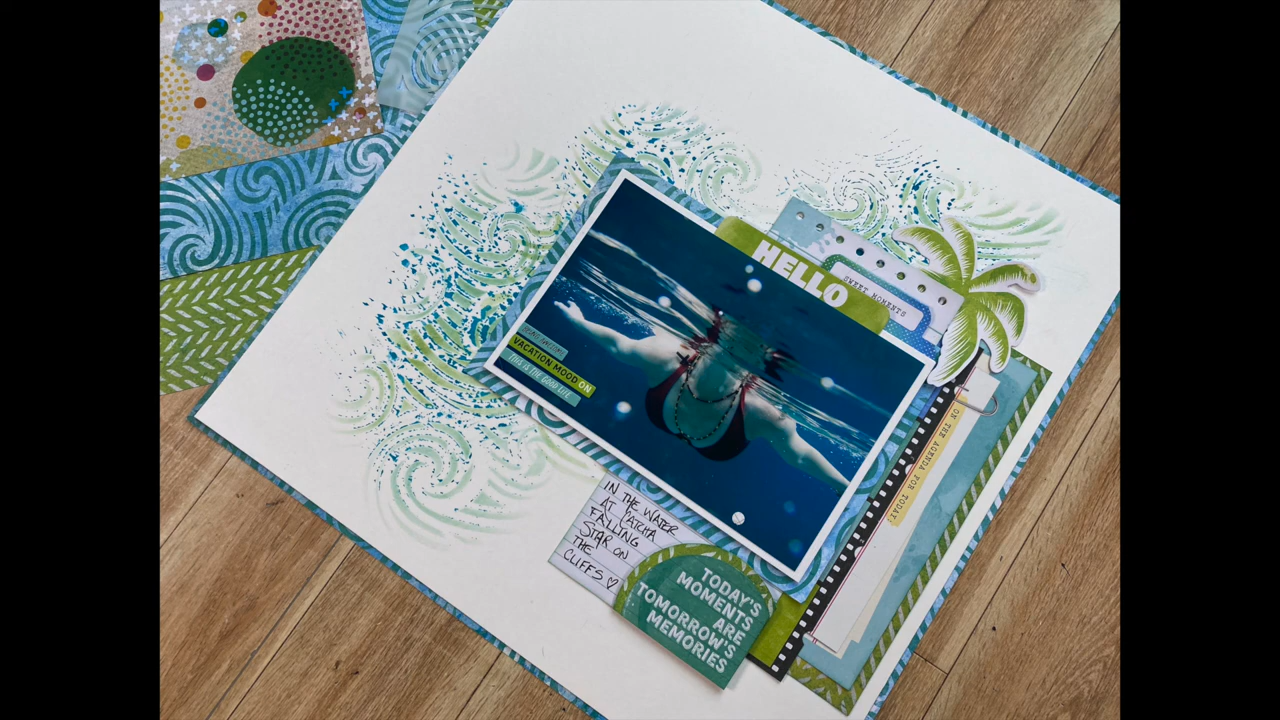 HELLO
SWEET MOMENTS
VACATION MOOD ON
THIS IS THE GOOD LIFE
ON THE AGENDA FOR TODAY:
IN THE WATER
AT YATCHA
FALLING
STAR ON
THE
CLIFFS ♡
TODAY'S
MOMENTS
ARE
TOMORROW'S
MEMORIES